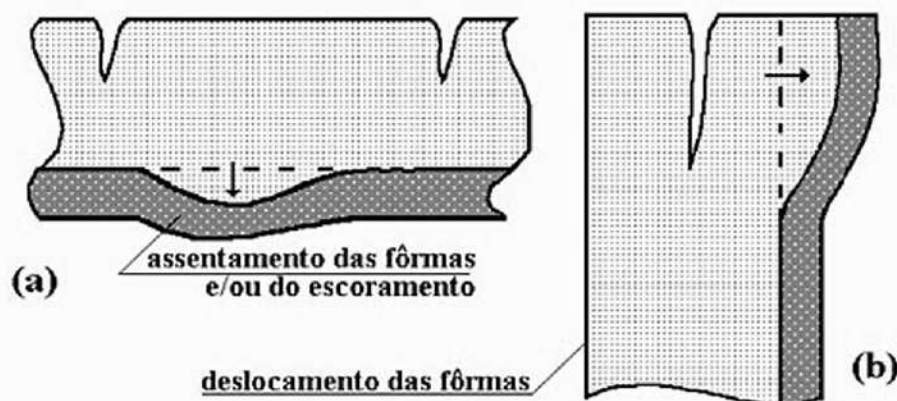 assentamento das fôrmas
e/ou do escoramento
(a)
deslocamento das fôrmas
(b)